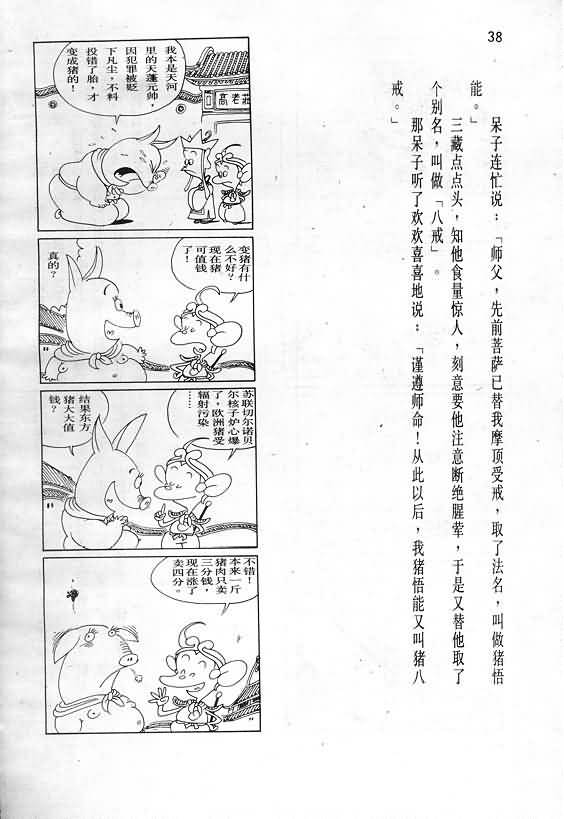 38
呆子连忙说：「师父，先前菩萨已替我摩顶受戒，取了法名，叫做猪悟
能。」
三藏点点头，知他食量惊人，刻意要他注意断绝腥荤，于是又替他取了
个别名，叫做「八戒」。
那呆子听了欢欢喜喜地说：「谨遵师命！从此以后，我猪悟能又叫猪八
戒。」
我本是天河
里的天蓬元帅，
因犯罪被贬
下凡尘，不料
投错了胎，才
变成猪的！
高老莊
变猪有什
么不好？
现在猪
可值钱
了！
真的？
苏联切尔诺贝
尔核子炉心爆
了，欧洲猪受
辐射污染
……
结果东方
猪大大值
钱？
不错！
本来一斤
猪肉只卖
三分钱，
现在涨了
卖四分。